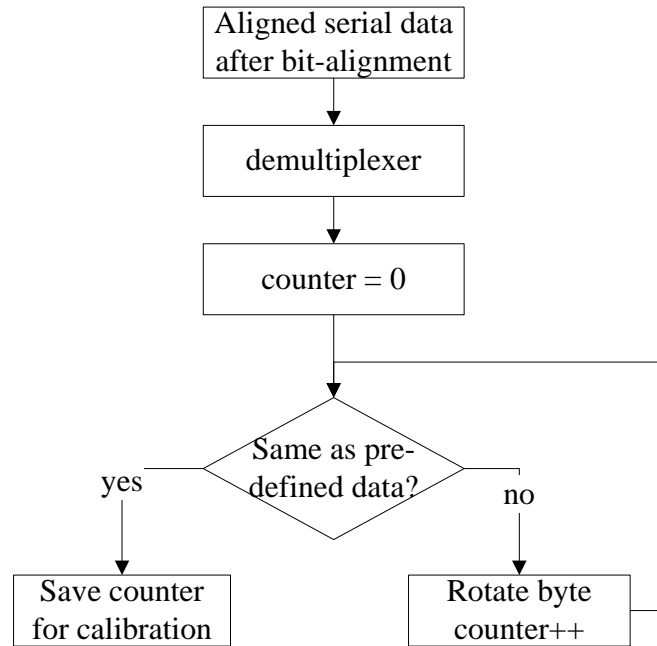 Aligned serial data
after bit-alignment
demultiplexer
counter = 0
Same as pre-
defined data?
yes
no
Save counter
for calibration
Rotate byte
counter++